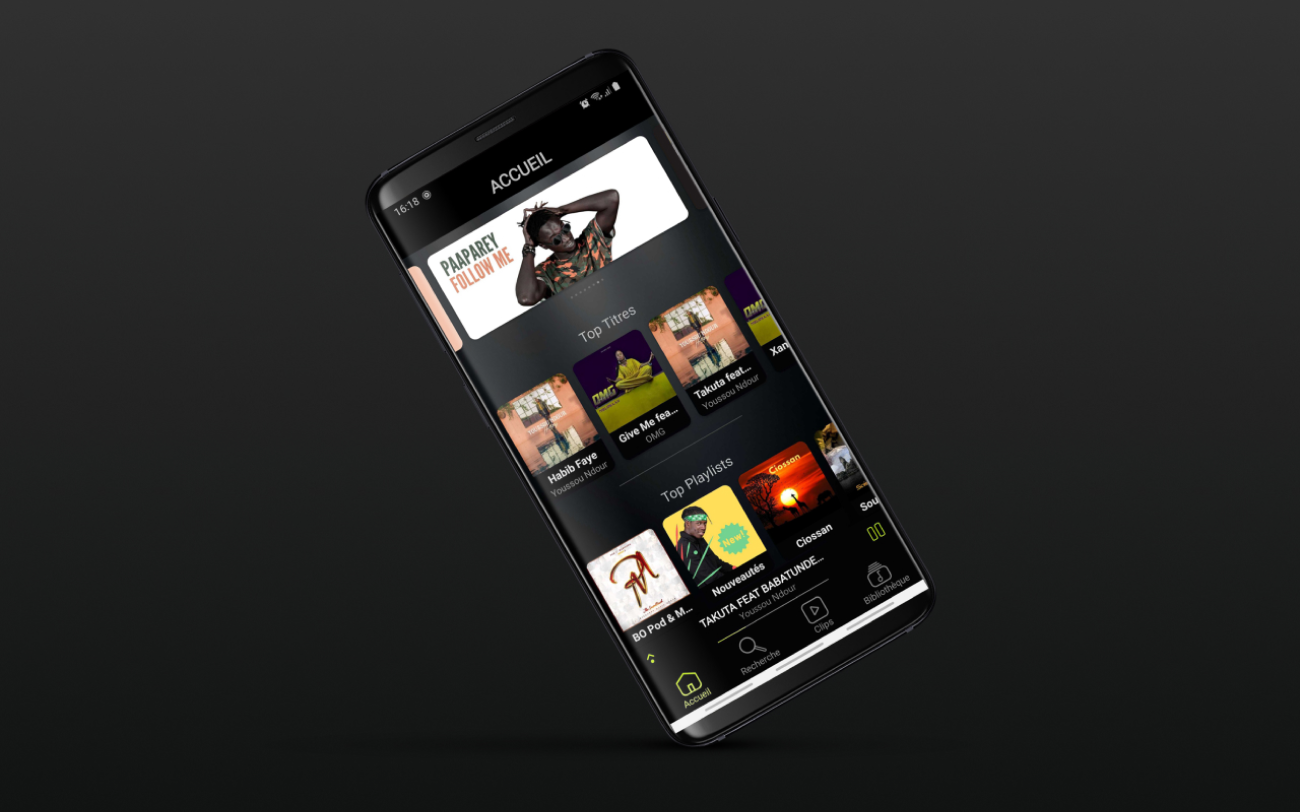 16:18
ACCUEIL
PAAPAREY
FOLLOW ME
Top Titres
OMG
OMG
Habib Faye
Youssou Ndour
Give Me fea...
OMG
Takuta feat...
Youssou Ndour
Xan
Top Playlists
New!
Ciossan
BO Pod & M...
Nouveautés
Ciossan
Sou
TAKUTA FEAT BABATUNDE...
Youssou Ndour
Accueil
Recherche
Clips
Bibliothèque